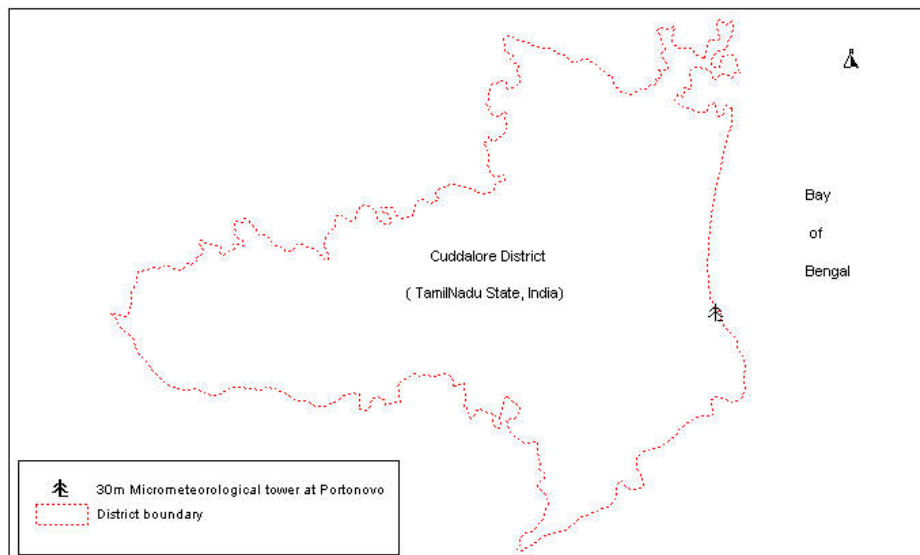 Bay
of
Bengal
Cuddalore District
( TamilNadu State, India)
30m Micrometeorological tower at Portonovo
District boundary